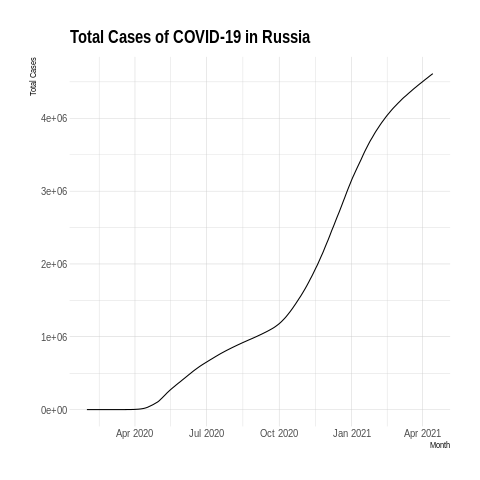 Total Cases of COVID-19 in Russia
Total Cases
4e+06
3e+06
2e+06
1e+06
0e+00
Apr 2020
Jul 2020
Oct 2020
Jan 2021
Apr 2021
Month